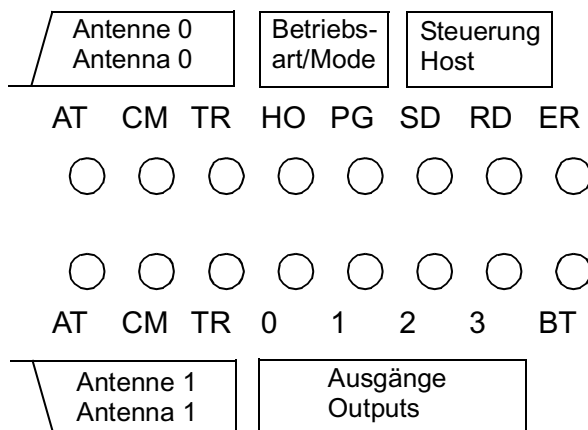 Antenne 0
Antenna 0
Betriebs-
art/Mode
Steuerung
Host
AT CM TR HO PG SD RD ER
AT CM TR 0 1 2 3 BT
Antenne 1
Antenna 1
Ausgänge
Outputs